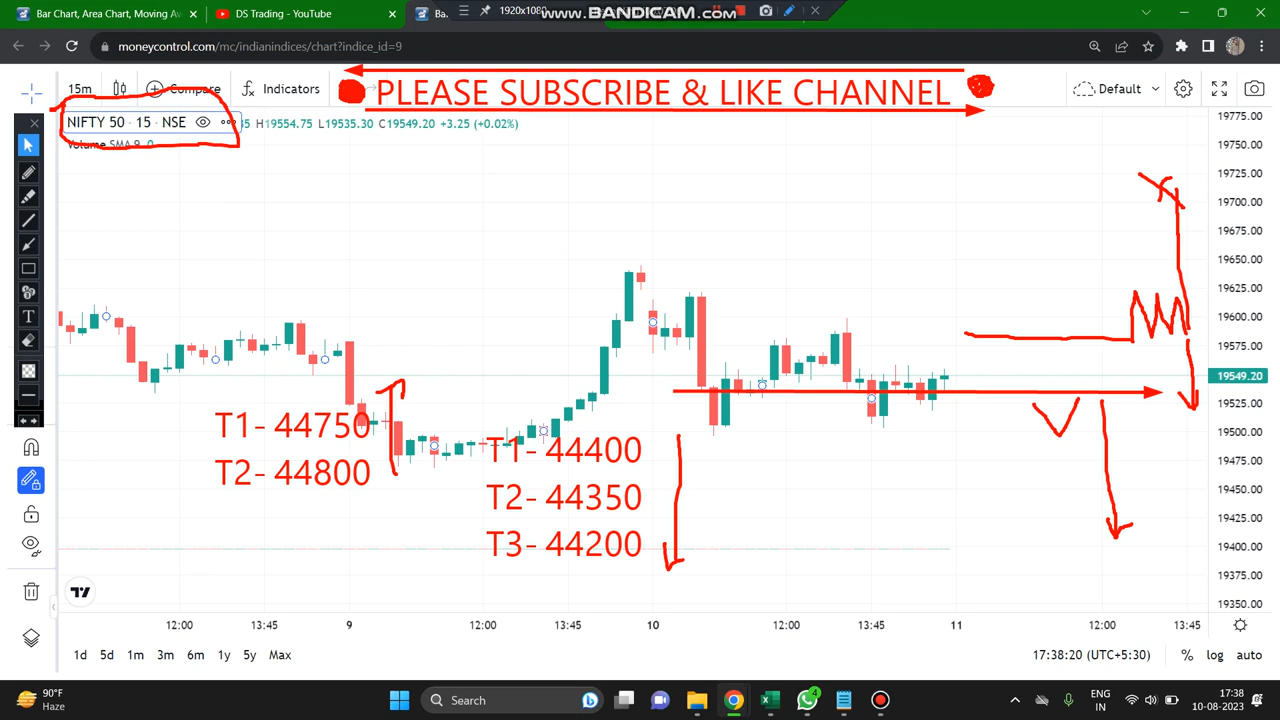 Bar Chart, Area Chart, Moving Av
DS Trading - YouTube
Ba
1920x1080
www.BANDICAM.com
moneycontrol.com/mc/indianindices/chart?indice_id=9
15m
Compare
Indicators
PLEASE SUBSCRIBE & LIKE CHANNEL
Default
NIFTY 50 · 15 · NSE
H19554.75 L19535.30 C19549.20 +3.25 (+0.02%)
Volume SMA 9 0
19775.00
19750.00
19725.00
19700.00
19675.00
19650.00
19625.00
19600.00
19575.00
19549.20
19525.00
19500.00
19475.00
19450.00
19425.00
19400.00
19375.00
19350.00
T1- 44750
T2- 44800
T1- 44400
T2- 44350
T3- 44200
12:00 13:45 9 12:00 13:45 10 12:00 13:45 11 12:00 13:45
1d 5d 1m 3m 6m 1y 5y Max
17:38:20 (UTC+5:30) % log auto
90°F
Haze
Search
4
ENG
IN
17:38
10-08-2023